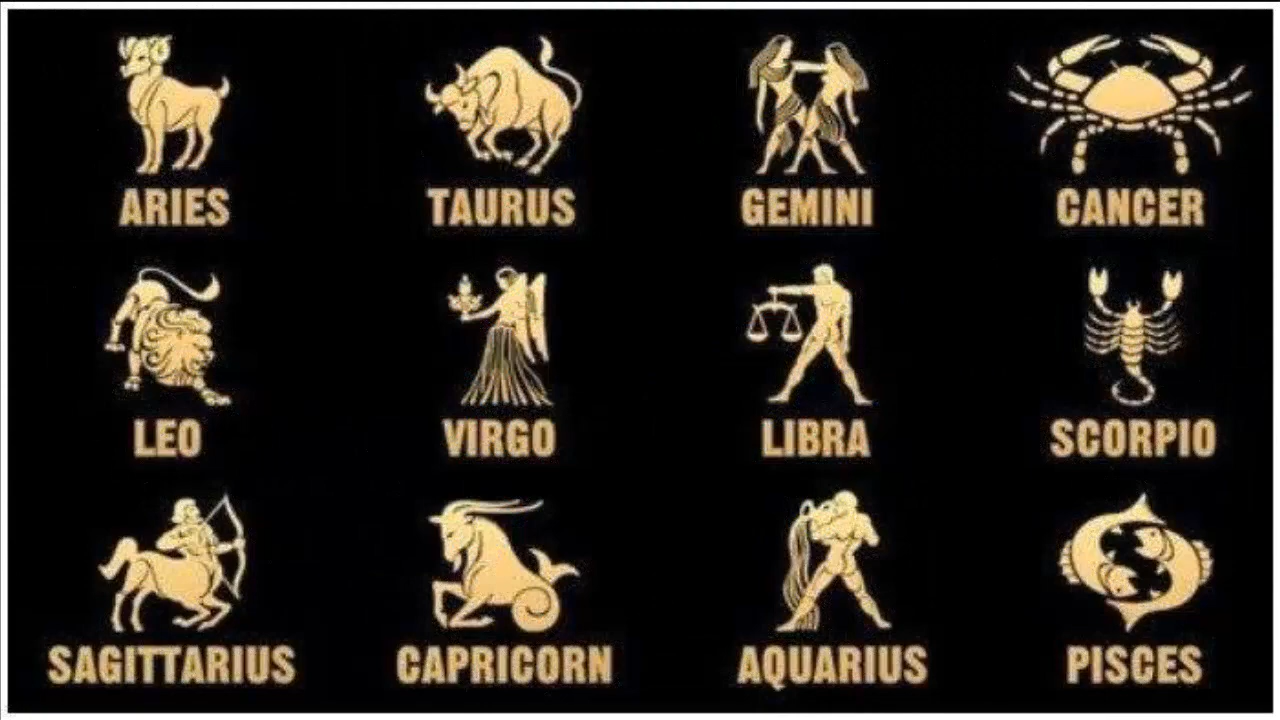 ARIES
TAURUS
GEMINI
CANCER
LEO
VIRGO
LIBRA
SCORPIO
SAGITTARIUS
CAPRICORN
AQUARIUS
PISCES